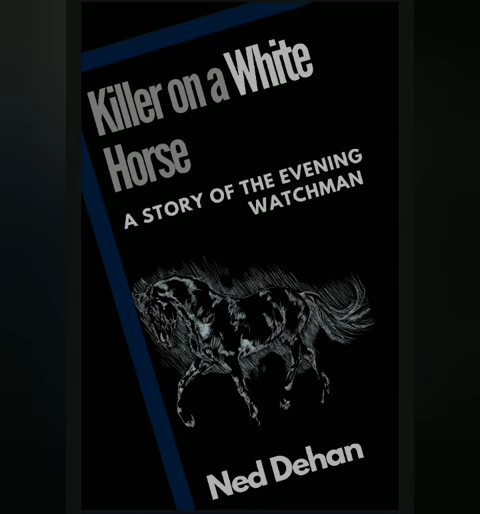 Killer on a White
Horse
A STORY OF THE EVENING
WATCHMAN
Ned Dehan